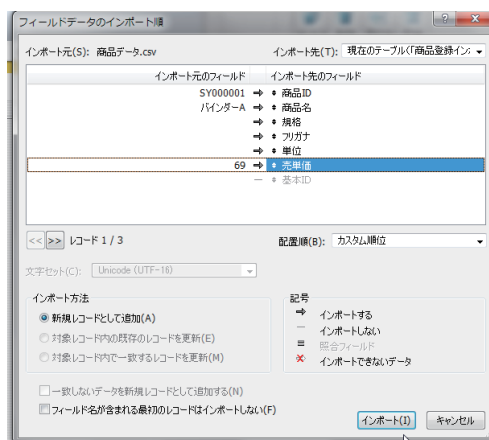 フィールドデータのインポート順
インポート元(S): 商品データ.csv
インポート先(T): 現在のテーブル(「商品登録イン:
インポート元のフィールド インポート先のフィールド
SY000001 ➔ 商品ID
バインダーA ➔ 商品名
➔ 規格
➔ フリガナ
➔ 単位
69 ➔ 売単価
— 基本ID
<< >> レコード 1 / 3
配置順(B): カスタム順位
文字セット(C): Unicode (UTF-16)
インポート方法
新規レコードとして追加(A)
対象レコード内の既存のレコードを更新(E)
対象レコード内で一致するレコードを更新(M)
記号
➔ インポートする
— インポートしない
≡ 照合フィールド
インポートできないデータ
一致しないデータを新規レコードとして追加する(N)
フィールド名が含まれる最初のレコードはインポートしない(F)
インポート(I) キャンセル